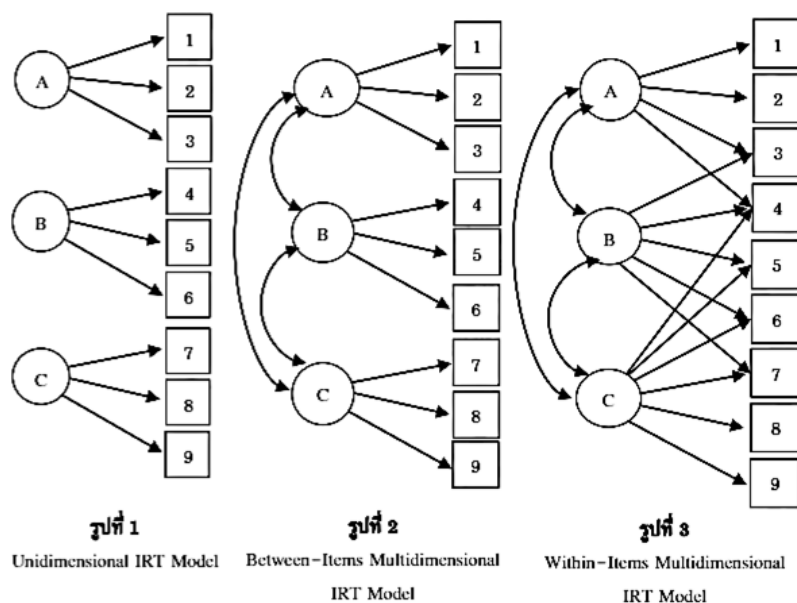 A
1
2
3
B
4
5
6
C
7
8
9
รูปที่ 1
Unidimensional IRT Model
A
1
2
3
B
4
5
6
C
7
8
9
รูปที่ 2
Between-Items Multidimensional
IRT Model
A
1
2
3
B
4
5
6
C
7
8
9
รูปที่ 3
Within-Items Multidimensional
IRT Model